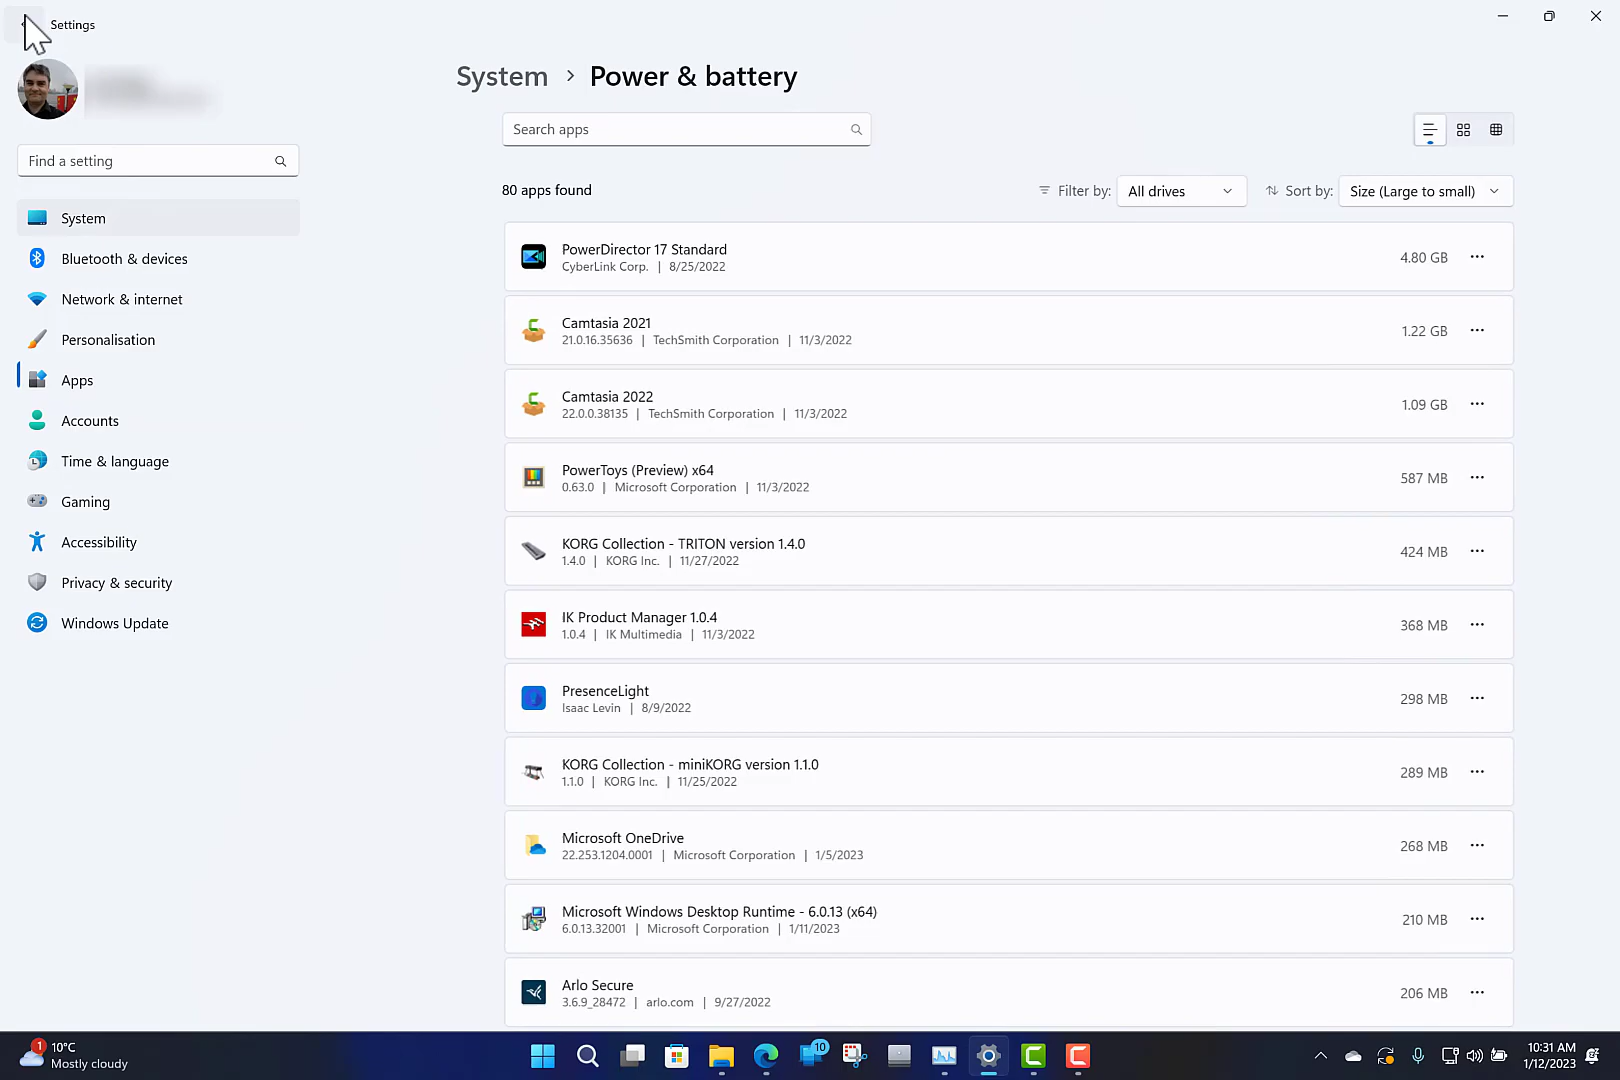 Settings
System > Power & battery
Find a setting
System
Bluetooth & devices
Network & internet
Personalisation
Apps
Accounts
Time & language
Gaming
Accessibility
Privacy & security
Windows Update
Search apps
80 apps found
Filter by: All drives
Sort by: Size (Large to small)
PowerDirector 17 Standard
CyberLink Corp. | 8/25/2022
4.80 GB
Camtasia 2021
21.0.16.35636 | TechSmith Corporation | 11/3/2022
1.22 GB
Camtasia 2022
22.0.0.38135 | TechSmith Corporation | 11/3/2022
1.09 GB
PowerToys (Preview) x64
0.63.0 | Microsoft Corporation | 11/3/2022
587 MB
KORG Collection - TRITON version 1.4.0
1.4.0 | KORG Inc. | 11/27/2022
424 MB
IK Product Manager 1.0.4
1.0.4 | IK Multimedia | 11/3/2022
368 MB
PresenceLight
Isaac Levin | 8/9/2022
298 MB
KORG Collection - miniKORG version 1.1.0
1.1.0 | KORG Inc. | 11/25/2022
289 MB
Microsoft OneDrive
22.253.1204.0001 | Microsoft Corporation | 1/5/2023
268 MB
Microsoft Windows Desktop Runtime - 6.0.13 (x64)
6.0.13.32001 | Microsoft Corporation | 1/11/2023
210 MB
Arlo Secure
3.6.9_28472 | arlo.com | 9/27/2022
206 MB
1
10°C
Mostly cloudy
10
10:31 AM
1/12/2023